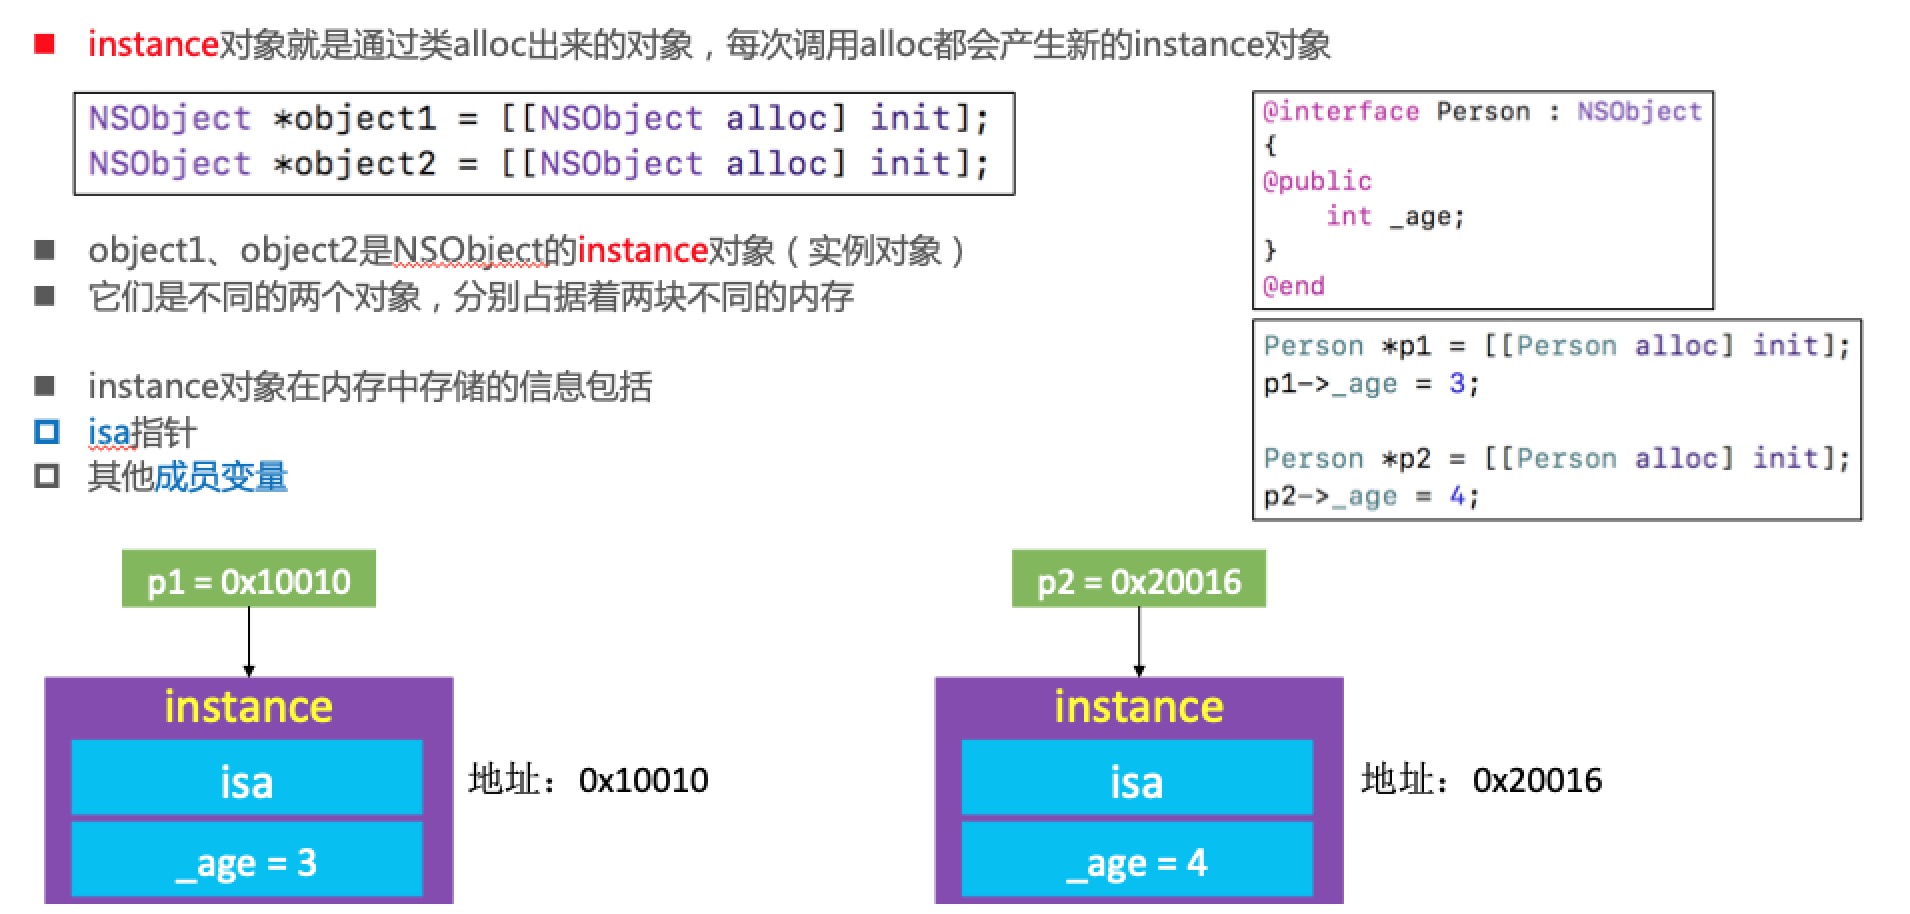 instance对象就是通过类alloc出来的对象，每次调用alloc都会产生新的instance对象
NSObject *object1 = [[NSObject alloc] init];
NSObject *object2 = [[NSObject alloc] init];
object1、object2是NSObject的instance对象（实例对象）
它们是不同的两个对象，分别占据着两块不同的内存
instance对象在内存中存储的信息包括
isa指针
其他成员变量
@interface Person : NSObject
{
@public
    int _age;
}
@end
Person *p1 = [[Person alloc] init];
p1->_age = 3;
Person *p2 = [[Person alloc] init];
p2->_age = 4;
p1 = 0x10010
instance
isa
地址：0x10010
_age = 3
p2 = 0x20016
instance
isa
地址：0x20016
_age = 4